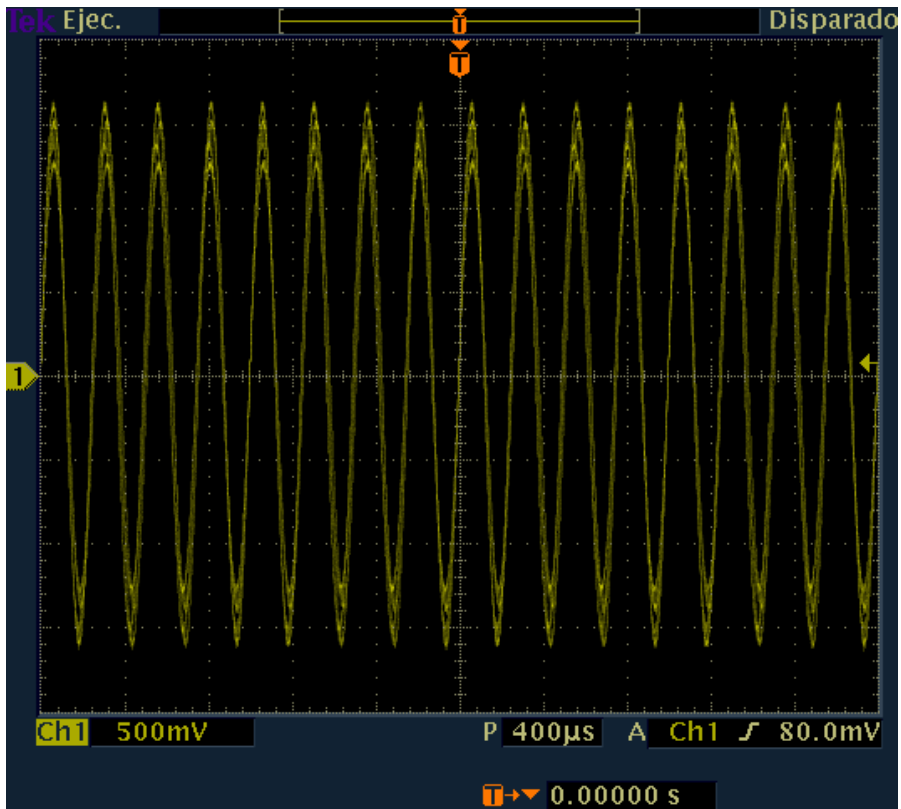 Tek Ejec. T Disparado
T
1
Ch1 500mV P 400µs A Ch1 80.0mV
T 0.00000 s